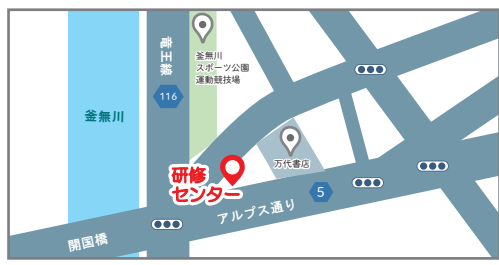 竜王線
釜無川
スポーツ公園
運動競技場
116
釜無川
万代書店
研修
センター
5
アルプス通り
開国橋